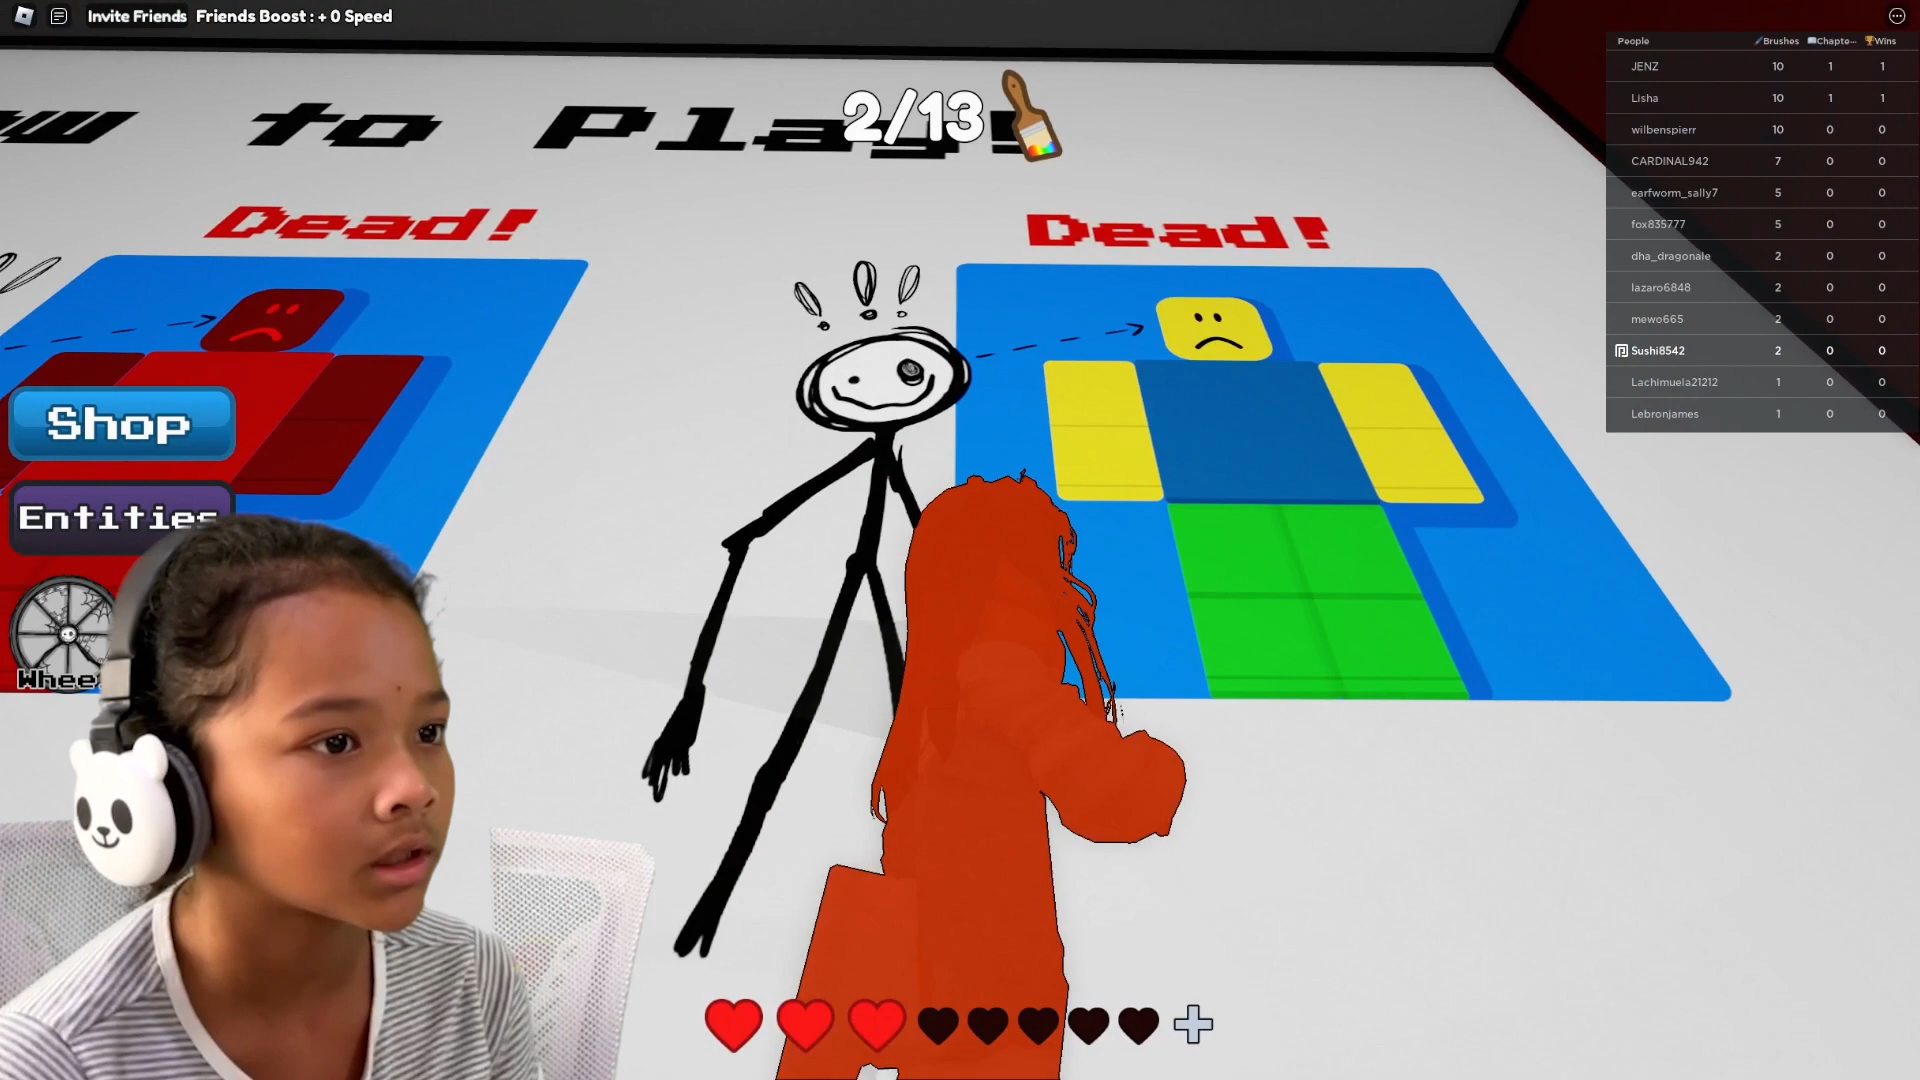 Invite Friends Friends Boost : + 0 Speed
w to Play!
2/13
Dead! Dead!
Shop
Entities
Whee
People Brushes Chapte... Wins
JENZ 10 1 1
Lisha 10 1 1
wilbenspierr 10 0 0
CARDINAL942 7 0 0
earfworm_sally7 5 0 0
fox835777 5 0 0
dha_dragonale 2 0 0
lazaro6848 2 0 0
mewo665 2 0 0
Sushi8542 2 0 0
Lachimuela21212 1 0 0
Lebronjames 1 0 0